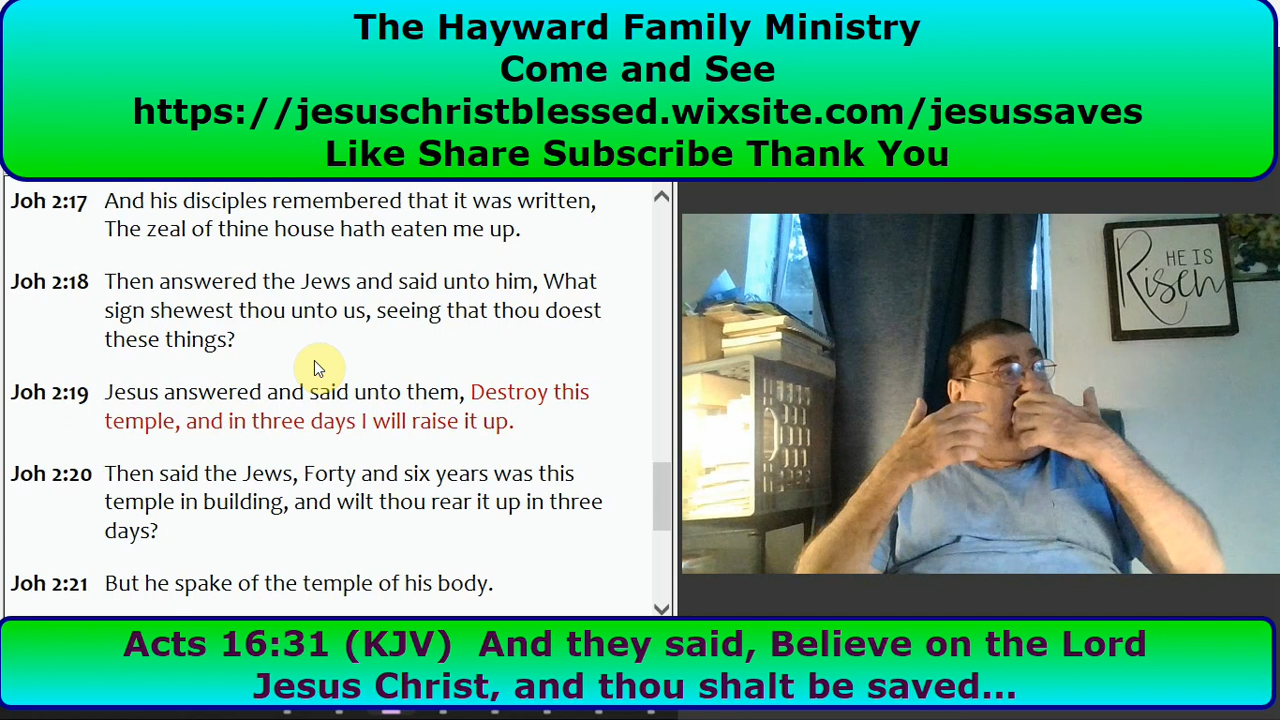 The Hayward Family Ministry
Come and See
https://jesuschristblessed.wixsite.com/jesussaves
Like Share Subscribe Thank You
Joh 2:17 And his disciples remembered that it was written,
The zeal of thine house hath eaten me up.
Joh 2:18 Then answered the Jews and said unto him, What
sign shewest thou unto us, seeing that thou doest
these things?
Joh 2:19 Jesus answered and said unto them, Destroy this
temple, and in three days I will raise it up.
Joh 2:20 Then said the Jews, Forty and six years was this
temple in building, and wilt thou rear it up in three
days?
Joh 2:21 But he spake of the temple of his body.
HE IS
Risen
Acts 16:31 (KJV) And they said, Believe on the Lord
Jesus Christ, and thou shalt be saved...